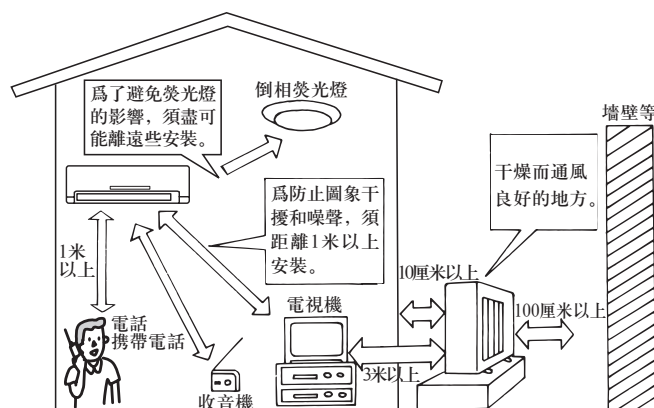 爲了避免熒光燈
的影響，須盡可
能離遠些安裝。
倒相熒光燈
墻壁等
干燥而通風
良好的地方。
爲防止圖象干
擾和噪聲，須
距離1米以上
安裝。
1米
以上
10厘米以上
100厘米以上
電視機
電話
携帶電話
3米以上
收音機